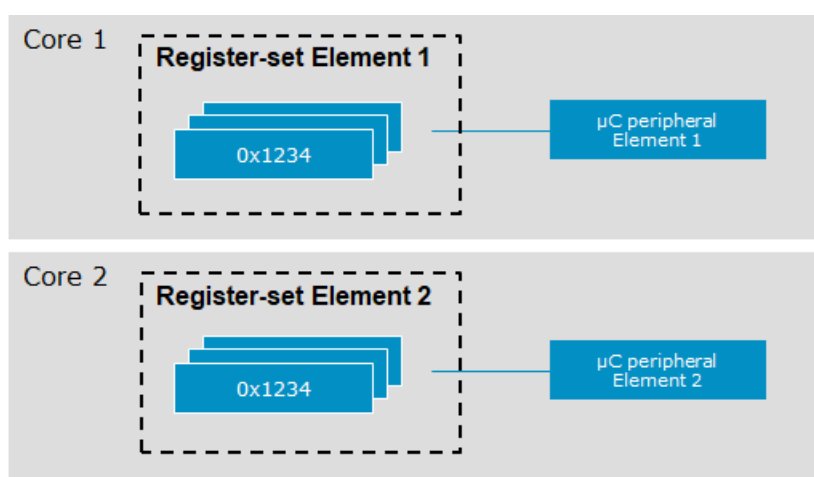 Core 1
Register-set Element 1
0x1234
µC peripheral
Element 1
Core 2
Register-set Element 2
0x1234
µC peripheral
Element 2